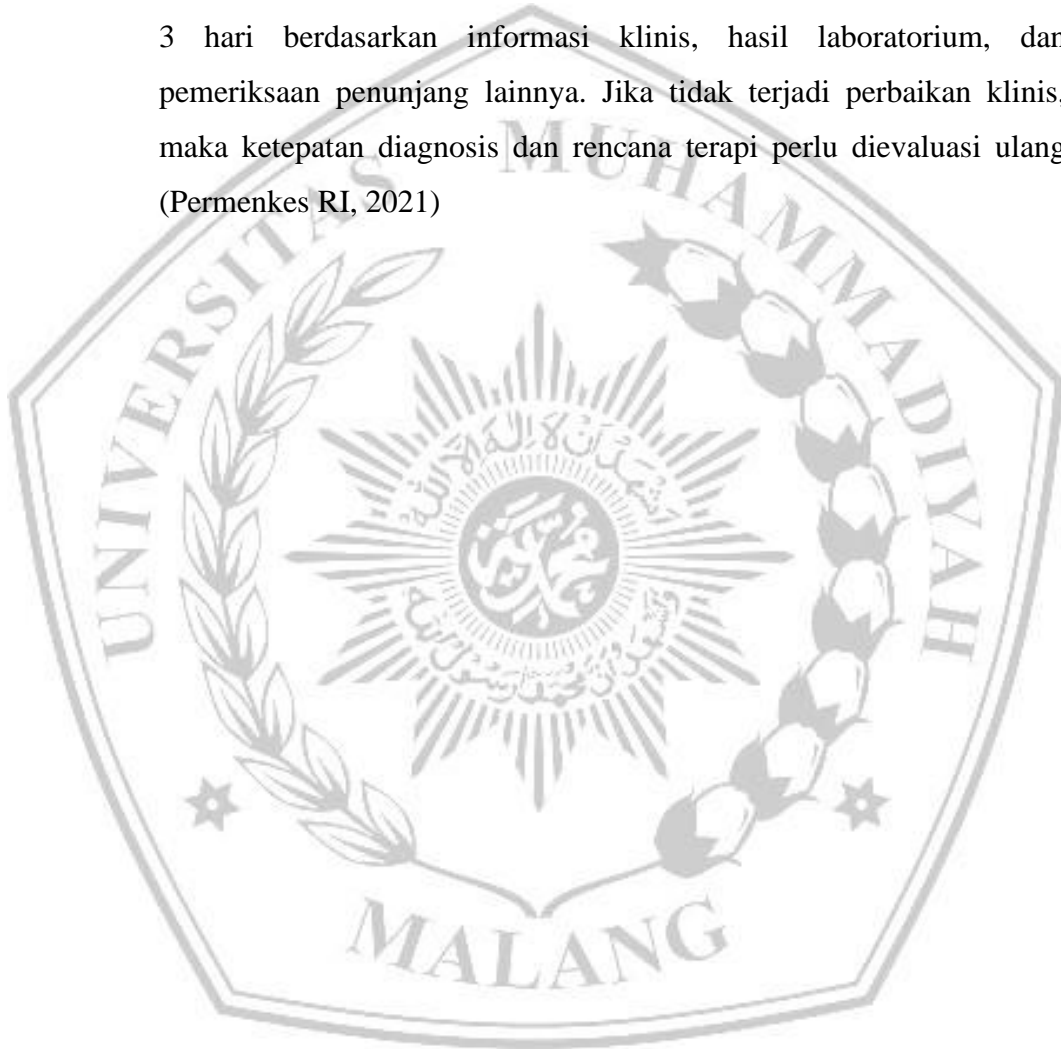 3 hari berdasarkan informasi klinis, hasil laboratorium, dan
pemeriksaan penunjang lainnya. Jika tidak terjadi perbaikan klinis,
maka ketepatan diagnosis dan rencana terapi perlu dievaluasi ulang
(Permenkes RI, 2021)
UNIVERSITAS MUHAMMADIYAH
MALANG